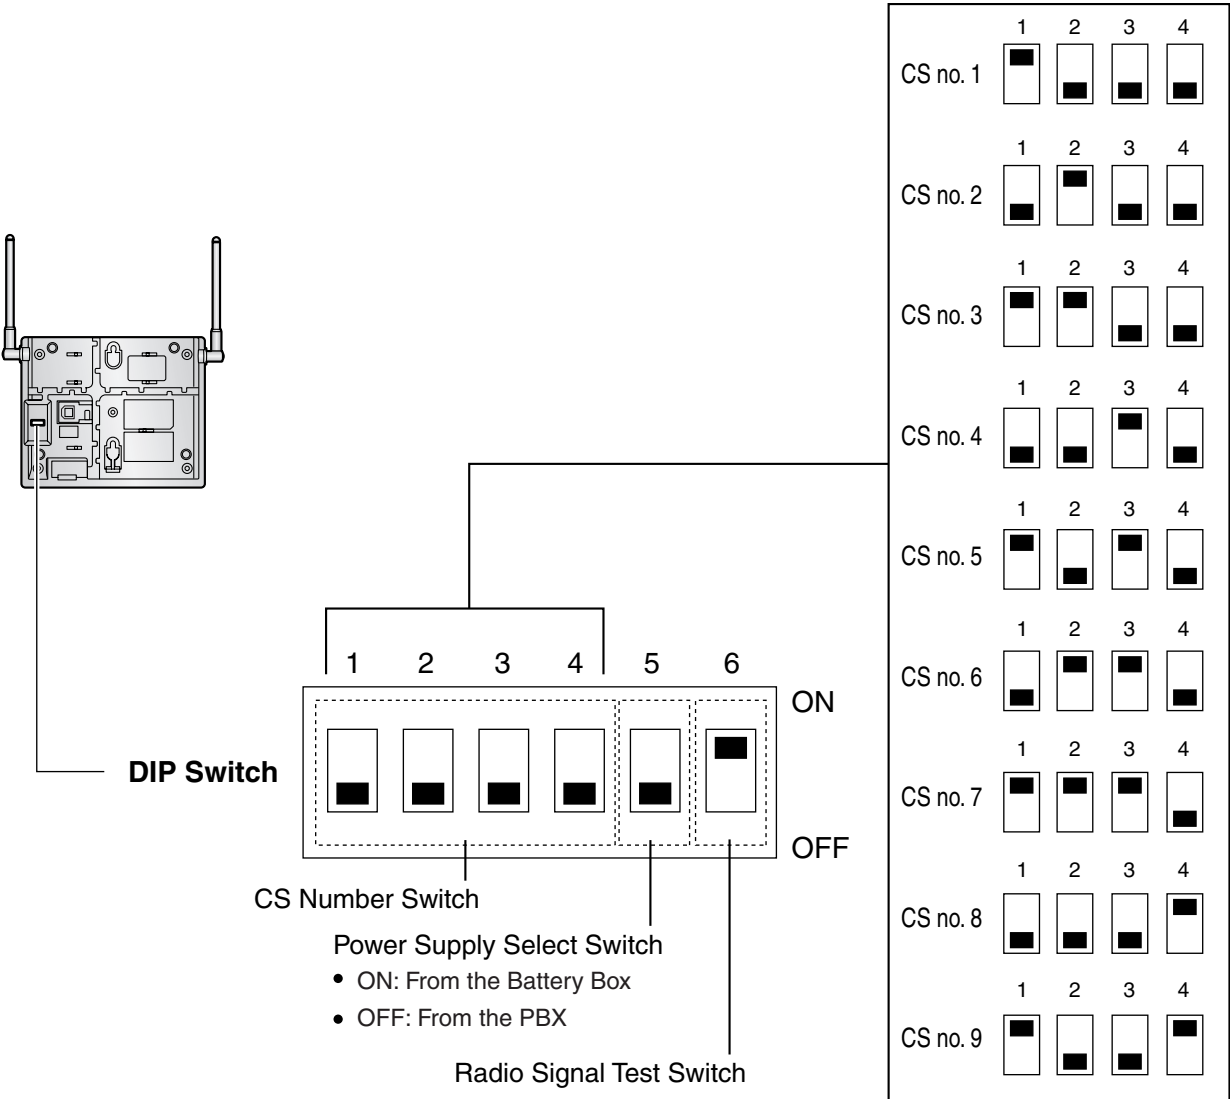 1 2 3 4
CS no. 1
1 2 3 4
CS no. 2
1 2 3 4
CS no. 3
1 2 3 4
CS no. 4
1 2 3 4
CS no. 5
1 2 3 4
CS no. 6
1 2 3 4
CS no. 7
1 2 3 4
CS no. 8
1 2 3 4
CS no. 9
1 2 3 4 5 6
ON
DIP Switch
OFF
CS Number Switch
Power Supply Select Switch
• ON: From the Battery Box
• OFF: From the PBX
Radio Signal Test Switch